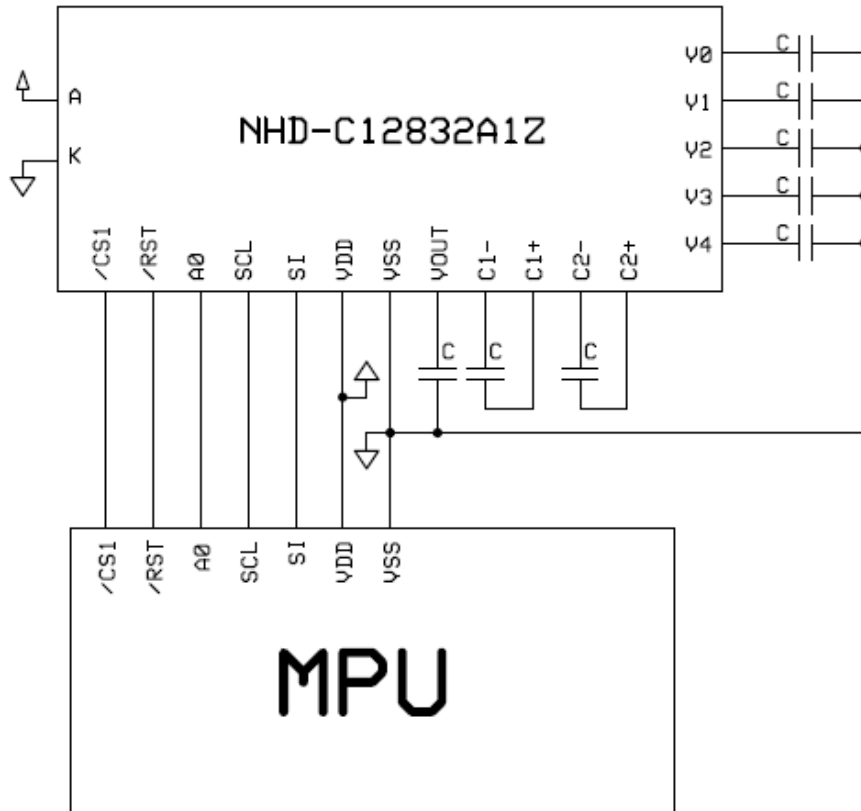 V0 C
A V1 C
NHD-C12832A1Z
K V2 C
V3 C
V4 C
/CS1 /RST A0 SCL SI VDD VSS VOUT C1- C1+ C2- C2+
C C C
/CS1 /RST A0 SCL SI VDD VSS
MPU